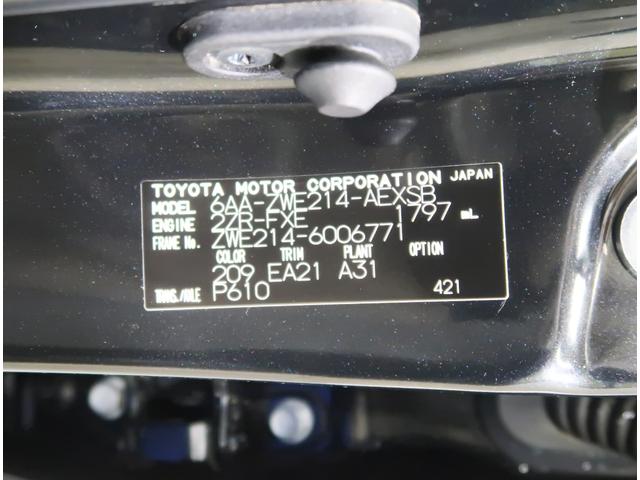 TOYOTA MOTOR CORPORATION JAPAN
MODEL 6AA-ZWE214-AEXSB
ENGINE 2ZR-FXE 1797 mL
FRAME No. ZWE214-6006771
COLOR TRIM PLANT OPTION
209 EA21 A31
TRANS./AXLE P610 421